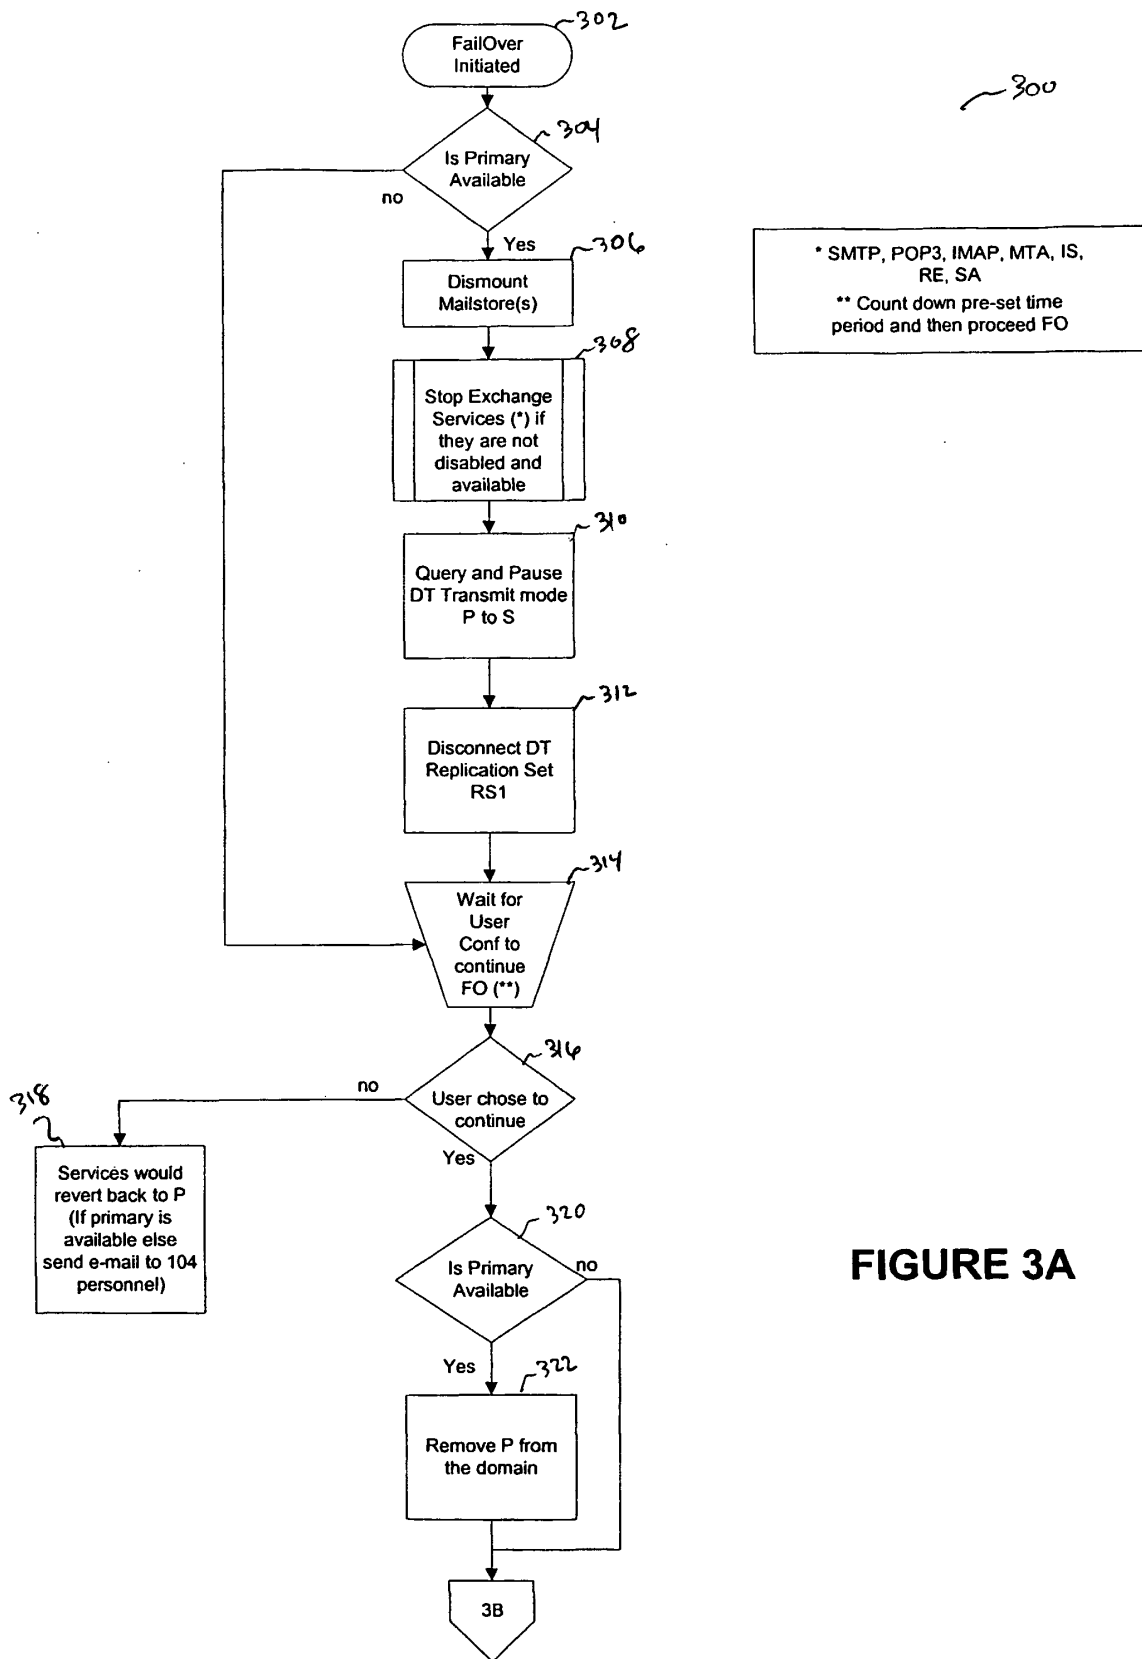 302
FailOver
Initiated
300
304
Is Primary
Available
no
Yes
306
Dismount
Mailstore(s)
* SMTP, POP3, IMAP, MTA, IS,
RE, SA
** Count down pre-set time
period and then proceed FO
308
Stop Exchange
Services (*) if
they are not
disabled and
available
310
Query and Pause
DT Transmit mode
P to S
312
Disconnect DT
Replication Set
RS1
314
Wait for
User
Conf to
continue
FO (**)
316
User chose to
continue
no
318
Yes
Services would
revert back to P
(If primary is
available else
send e-mail to 104
personnel)
320
Is Primary
Available
no
FIGURE 3A
Yes
322
Remove P from
the domain
3B